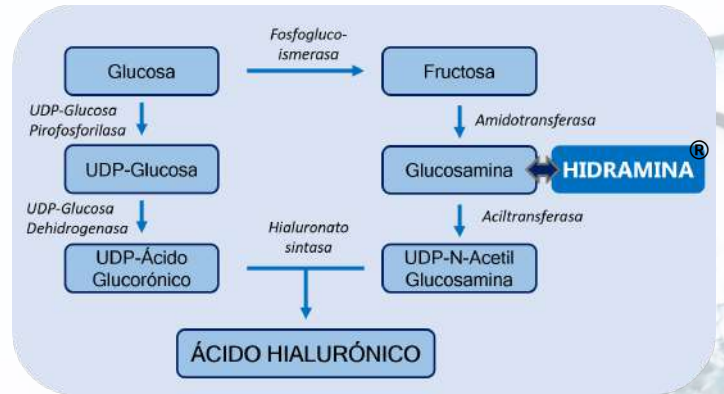 Fosfogluco-
ismerasa
Glucosa
Fructosa
UDP-Glucosa
Pirofosforilasa
Amidotransferasa
UDP-Glucosa
Glucosamina
HIDRAMINA®
UDP-Glucosa
Dehidrogenasa
Hialuronato
sintasa
Aciltransferasa
UDP-Ácido
Glucorónico
UDP-N-Acetil
Glucosamina
ÁCIDO HIALURÓNICO